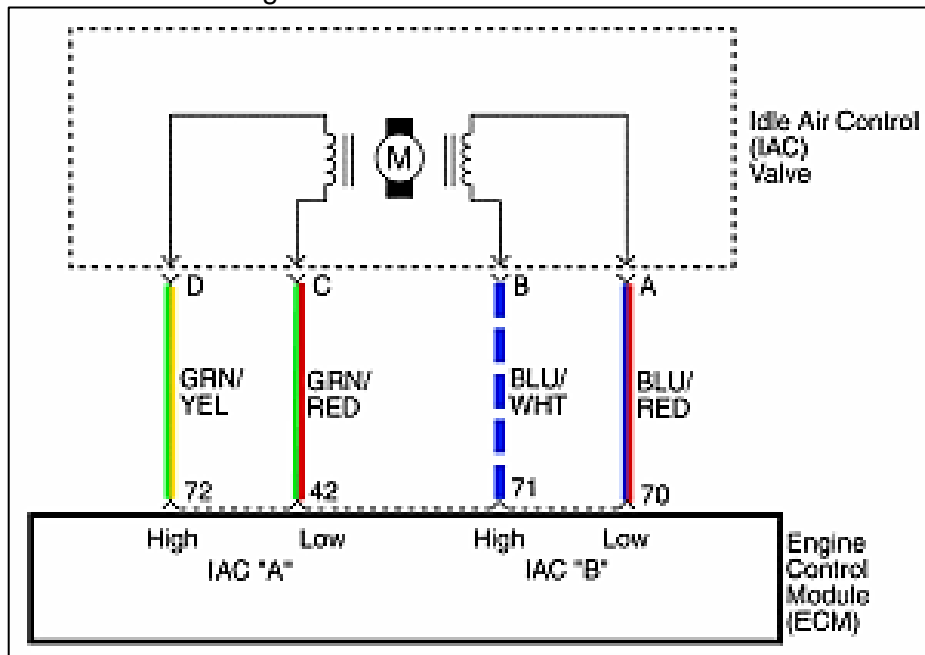 Idle Air Control
(IAC)
Valve
M
D
C
B
A
GRN/
YEL
GRN/
RED
BLU/
WHT
BLU/
RED
72
42
71
70
High
Low
High
Low
IAC "A"
IAC "B"
Engine
Control
Module
(ECM)